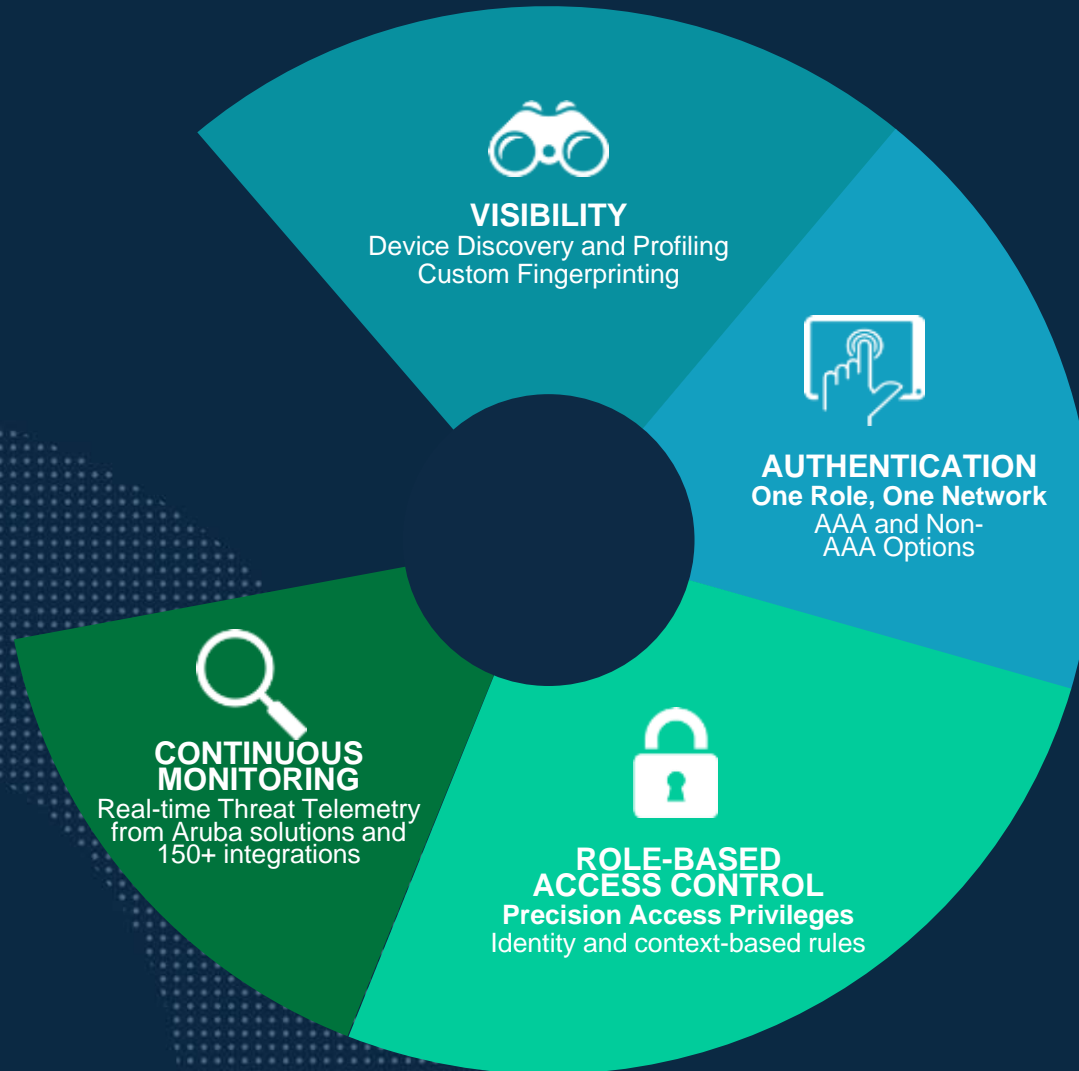 VISIBILITY
Device Discovery and Profiling
Custom Fingerprinting
AUTHENTICATION
One Role, One Network
AAA and Non-
AAA Options
ROLE-BASED
ACCESS CONTROL
Precision Access Privileges
Identity and context-based rules
CONTINUOUS
MONITORING
Real-time Threat Telemetry
from Aruba solutions and
150+ integrations